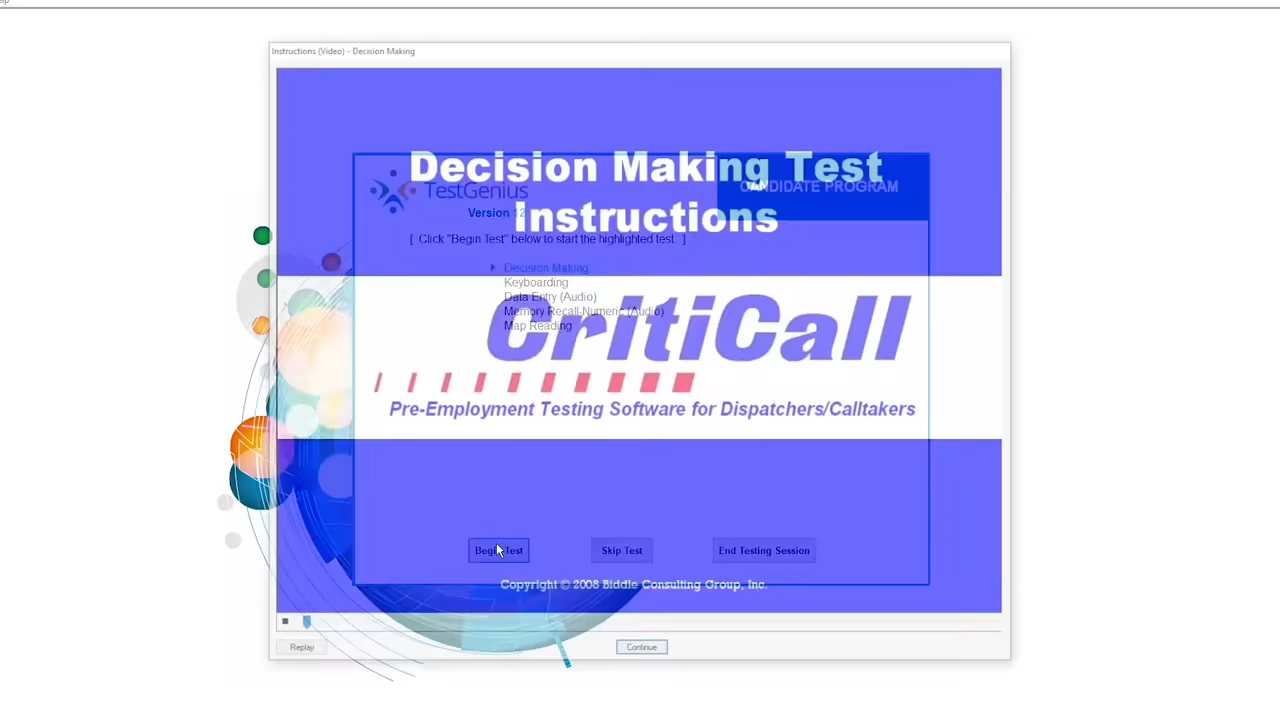 elp
Instructions (Video) - Decision Making
Decision Making Test
Instructions
TestGenius
CANDIDATE PROGRAM
Version 12
[ Click "Begin Test" below to start the highlighted test. ]
Decision Making
Keyboarding
Data Entry (Audio)
Memory Recall-Numeric (Audio)
Map Reading
CritiCall
Pre-Employment Testing Software for Dispatchers/Calltakers
Begin Test
Skip Test
End Testing Session
Copyright © 2008 Biddle Consulting Group, Inc.
Replay
Continue